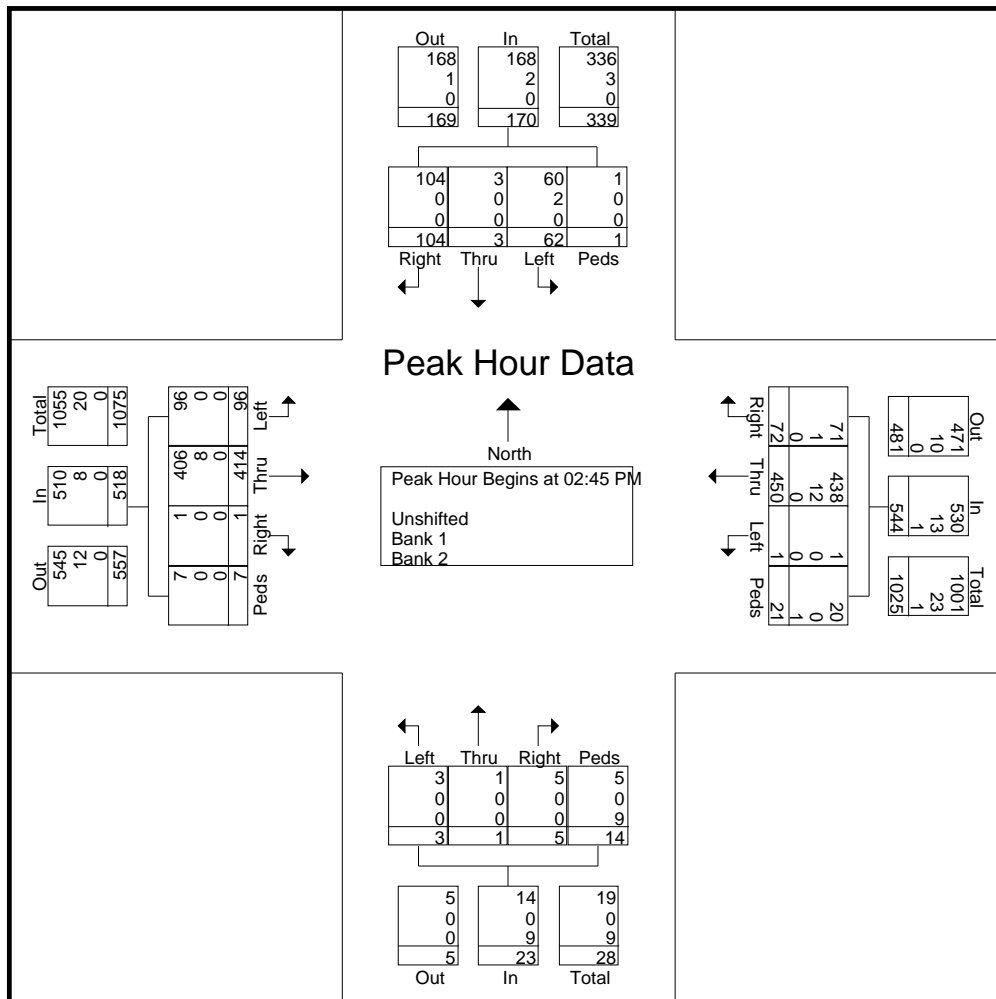 Out In Total
168 168 336
1 2 3
0 0 0
169 170 339
104 3 60 1
0 0 2 0
0 0 0 0
104 3 62 1
Right Thru Left Peds
Peak Hour Data
North
Peak Hour Begins at 02:45 PM
Unshifted
Bank 1
Bank 2
Total
1055
20
0
1075
In
510
8
0
518
Out
545
12
0
557
96
0
0
96
Left
406
8
0
414
Thru
1
0
0
1
Right
7
0
0
7
Peds
Right
71
1
0
72
Thru
438
12
0
450
Left
1
0
0
1
Peds
20
0
1
21
Out
471
10
0
481
In
530
13
1
544
Total
1001
23
1
1025
Left Thru Right Peds
3 1 5 5
0 0 0 0
0 0 0 9
3 1 5 14
5 14 19
0 0 0
0 9 9
5 23 28
Out In Total